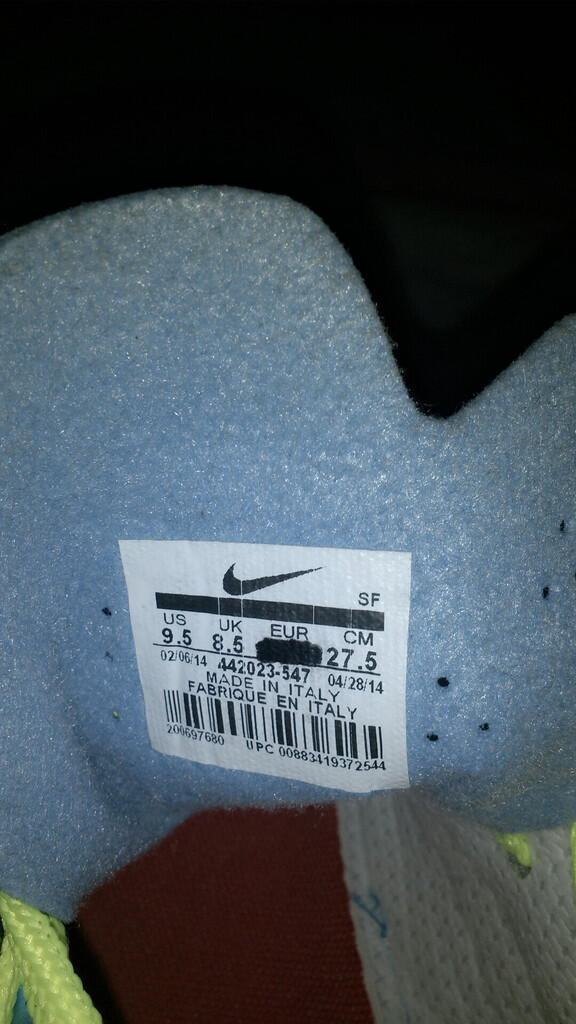 SF
US UK EUR CM
9.5 8.5 27.5
02/06/14 442023-547 04/28/14
MADE IN ITALY
FABRIQUE EN ITALY
200697680 UPC 00883419372544